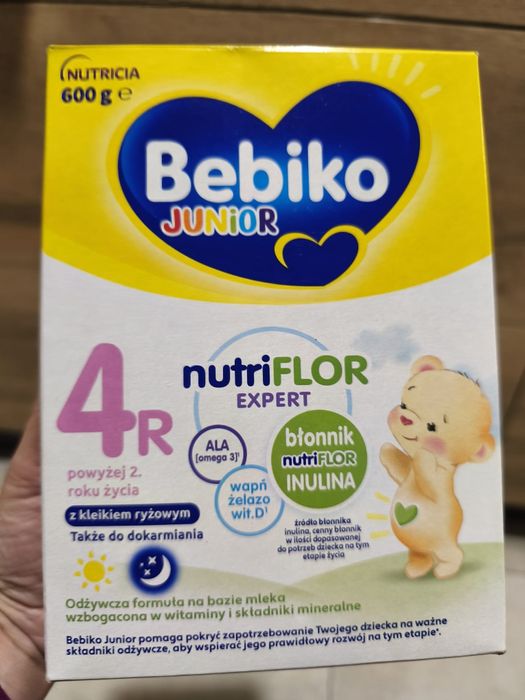 NUTRICIA
600 g e
Bebiko
JUNIOR
4R
powyżej 2.
roku życia
z kleikiem ryżowym
Także do dokarmiania
nutriFLOR
EXPERT
ALA
[omega 3]¹
wapń
żelazo
wit.D¹
błonnik
nutriFLOR
INULINA
źródło błonnika
inulina, cenny błonnik
w ilości dopasowanej
do potrzeb dziecka na tym
etapie życia
Odżywcza formuła na bazie mleka
wzbogacona w witaminy i składniki mineralne
Bebiko Junior pomaga pokryć zapotrzebowanie Twojego dziecka na ważne
składniki odżywcze, aby wspierać jego prawidłowy rozwój na tym etapie¹.